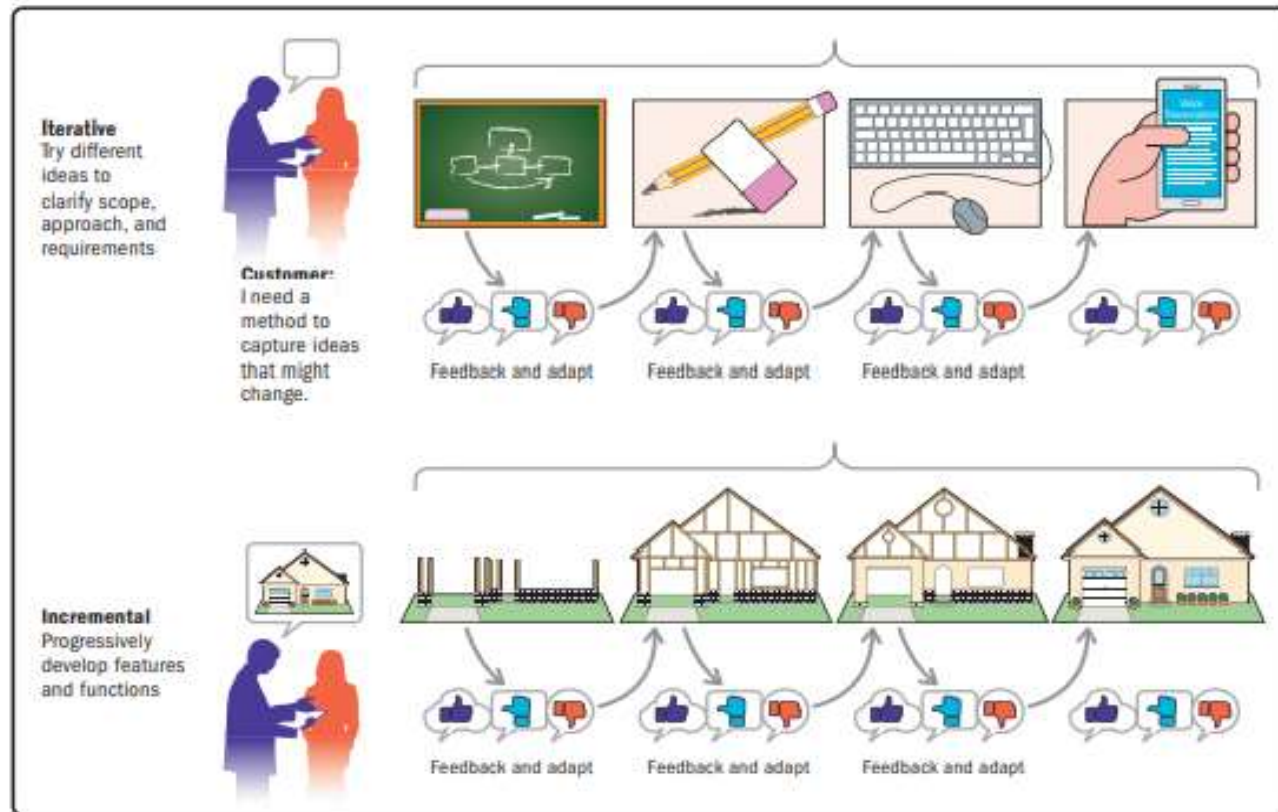 Iterative
Try different
ideas to
clarify scope,
approach, and
requirements
Customer:
I need a
method to
capture ideas
that might
change.
Feedback and adapt
Feedback and adapt
Feedback and adapt
Incremental
Progressively
develop features
and functions
Feedback and adapt
Feedback and adapt
Feedback and adapt